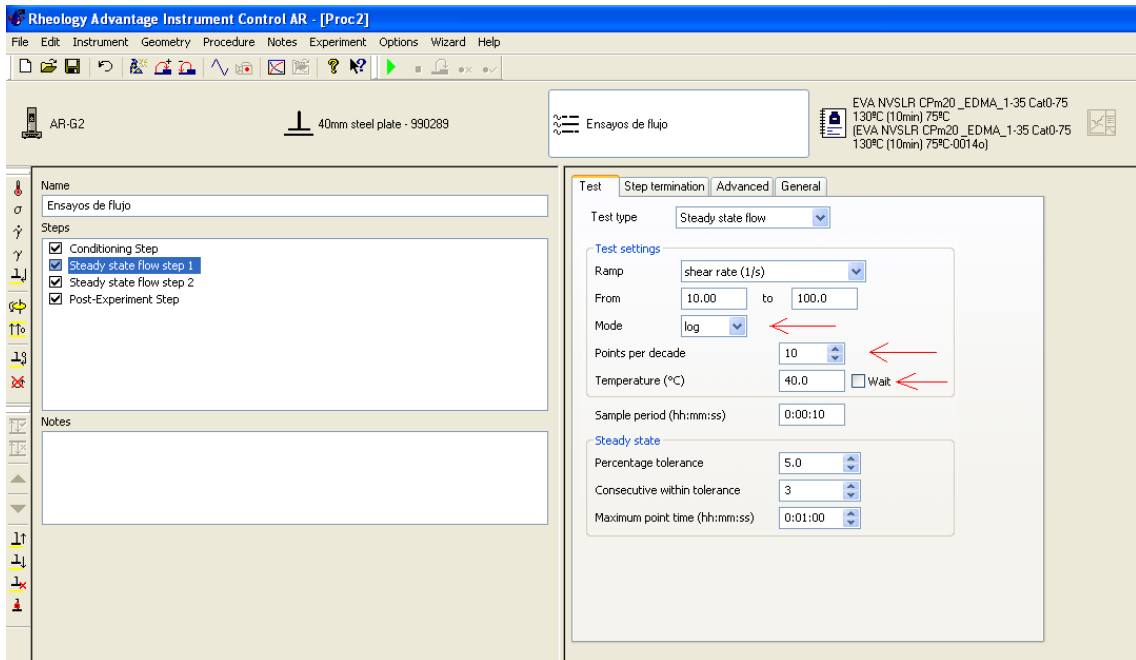 Rheology Advantage Instrument Control AR - [Proc2]
File Edit Instrument Geometry Procedure Notes Experiment Options Wizard Help
AR-G2
40mm steel plate - 990289
Ensayos de flujo
EVA NVSLR CPm20 _EDMA_1-35 Cat0-75
130ºC (10min) 75ºC
(EVA NVSLR CPm20 _EDMA_1-35 Cat0-75
130ºC (10min) 75ºC-0014o)
Name
Ensayos de flujo
Steps
Conditioning Step
Steady state flow step 1
Steady state flow step 2
Post-Experiment Step
Notes
Test Step termination Advanced General
Test type Steady state flow
Test settings
Ramp shear rate (1/s)
From 10.00 to 100.0
Mode log
Points per decade 10
Temperature (°C) 40.0 Wait
Sample period (hh:mm:ss) 0:00:10
Steady state
Percentage tolerance 5.0
Consecutive within tolerance 3
Maximum point time (hh:mm:ss) 0:01:00